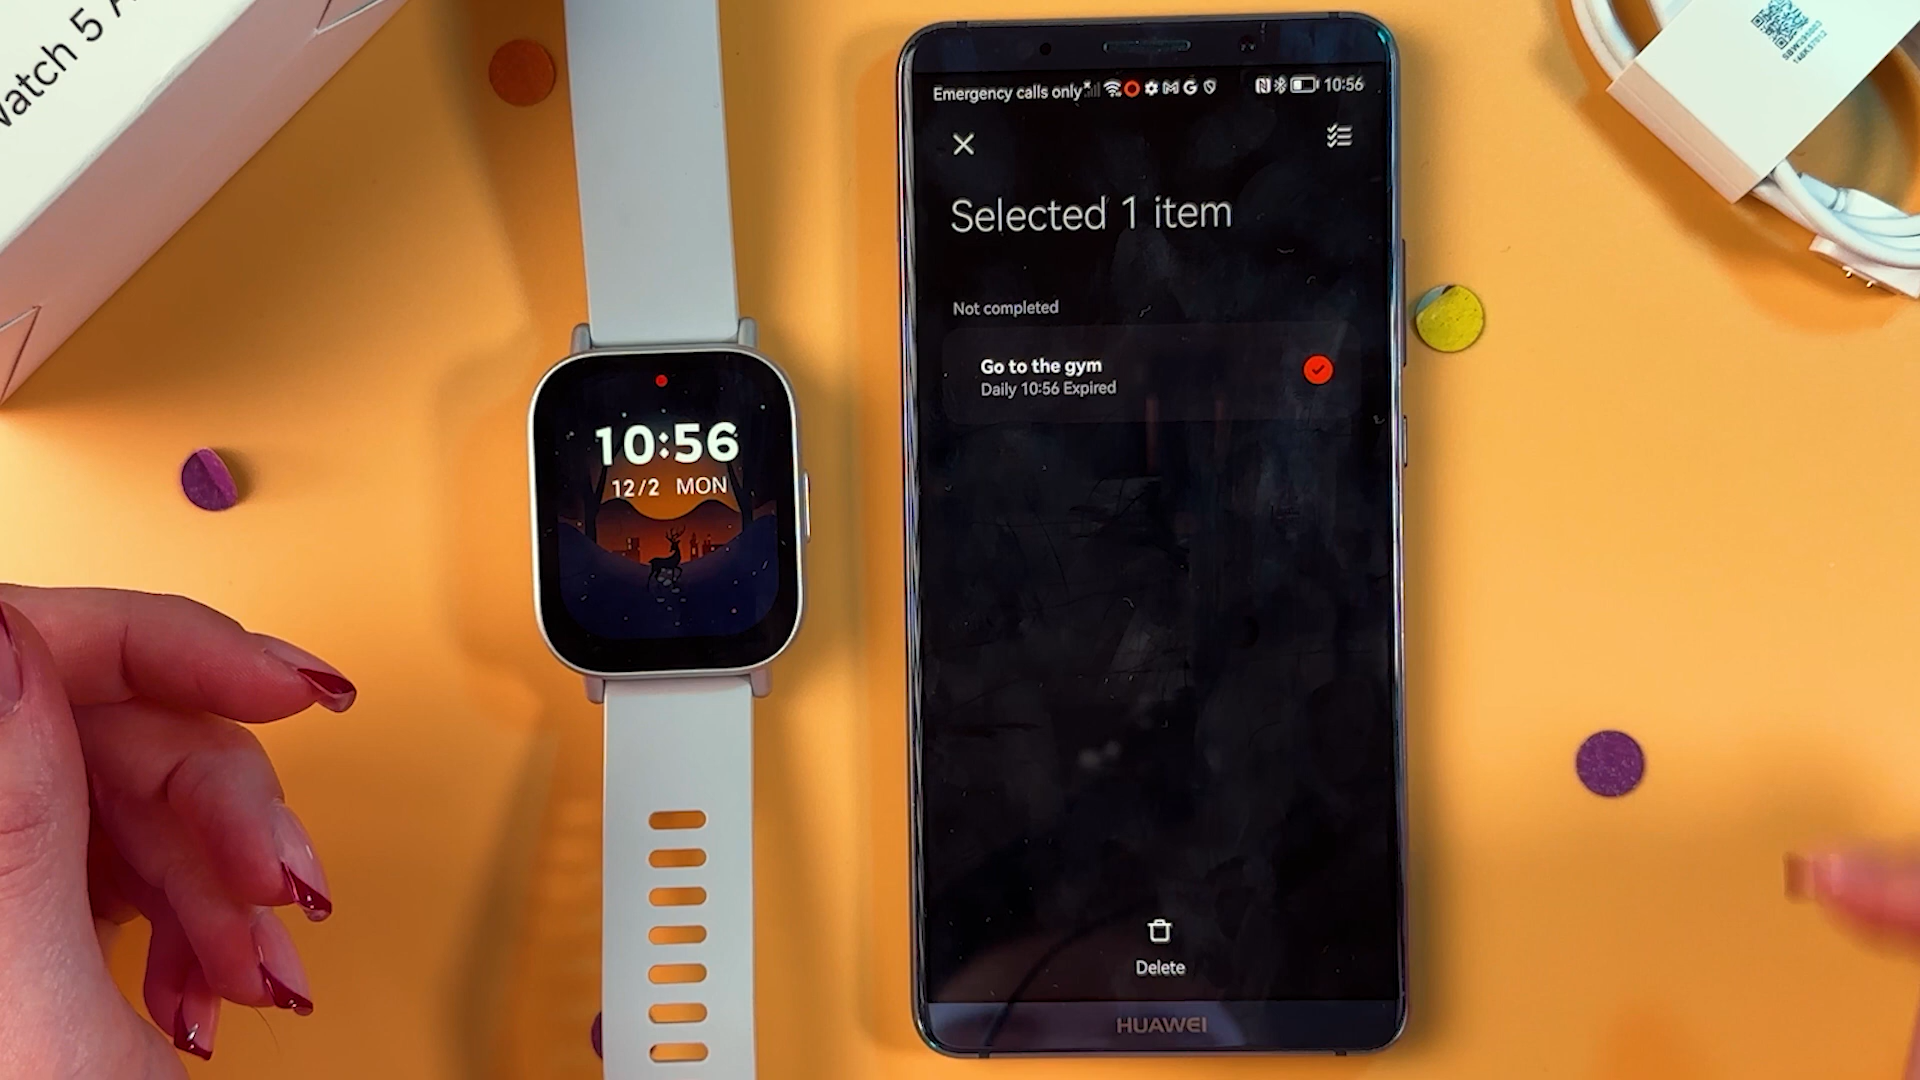 Watch 5 A
Emergency calls only
10:56
Selected 1 item
Not completed
Go to the gym
Daily 10:56 Expired
Delete
HUAWEI
10:56
12/2 MON